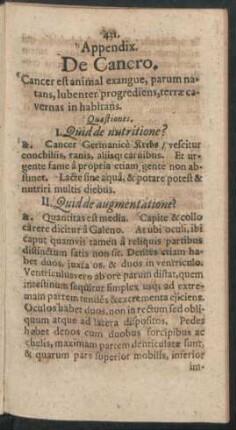 421.
Appendix.
De Cancro.
Cancer est animal exangue, parum na-
tans, lubenter progrediens, terræ ca-
vernas in habitans.
Quæstiones.
I. Quid de nutritione?
R. Cancer Germanicè Krebs / vescitur
conchiliis, ranis, aliisq; carnibus. Et ur-
gente fame à propria etiam gente non ab-
stinet. Lacte sine aquâ, & potare potest &
nutriri multis diebus.
II. Quid de augmentatione?
R. Quantitas est media. Capite & collo
carere dicitur à Galeno. At ubi oculi, ibi
caput quamvis tamen â reliquis partibus
distinctum satis non sit. Dentes etiam ha-
bet duos, juxta os, & duos in ventriculo.
Ventriculus verò ab ore parum distat, quem
intestinum sequitur simplex usq; ad extre-
mam partem tendēs & excrementa ejiciens.
Oculos habet duos, non in rectum sed obli-
quum atque ad latera dispositos. Pedes
habet denos cum duobus forcipibus ac
chelis, maximam partem denticulatæ sunt,
& quarum pars superior mobilis, inferior
im-